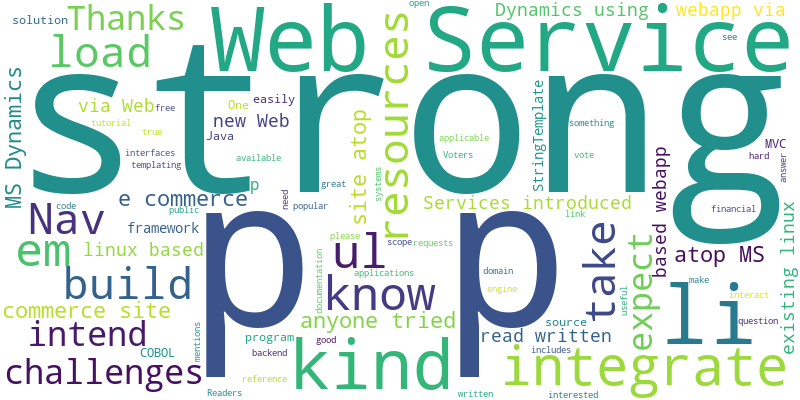 open
solution
Thanks
Web
Service
Dynamics using
webapp via
load
see
strong
resources
MS Dynamics
via Web
free
One
easily
tutorial
true
new Web
Java
StringTemplate
something
applicable
MVC
interfaces
templating
available
Voters
vote
hard
answer
site atop
systems
great
p
e commerce
need
popular
Services introduced
link
financial
based webapp
public
code
Nav
framework
please
scope
requests
take
expect
atop MS
existing linux
em
linux based
ul
p p
li
documentation
applications
domain
build
know
engine
make
interact
useful
commerce site
anyone tried
source
question
intend
mentions
program
good
read written
COBOL
backend
includes
kind
integrate
challenges
reference
Readers
written
interested